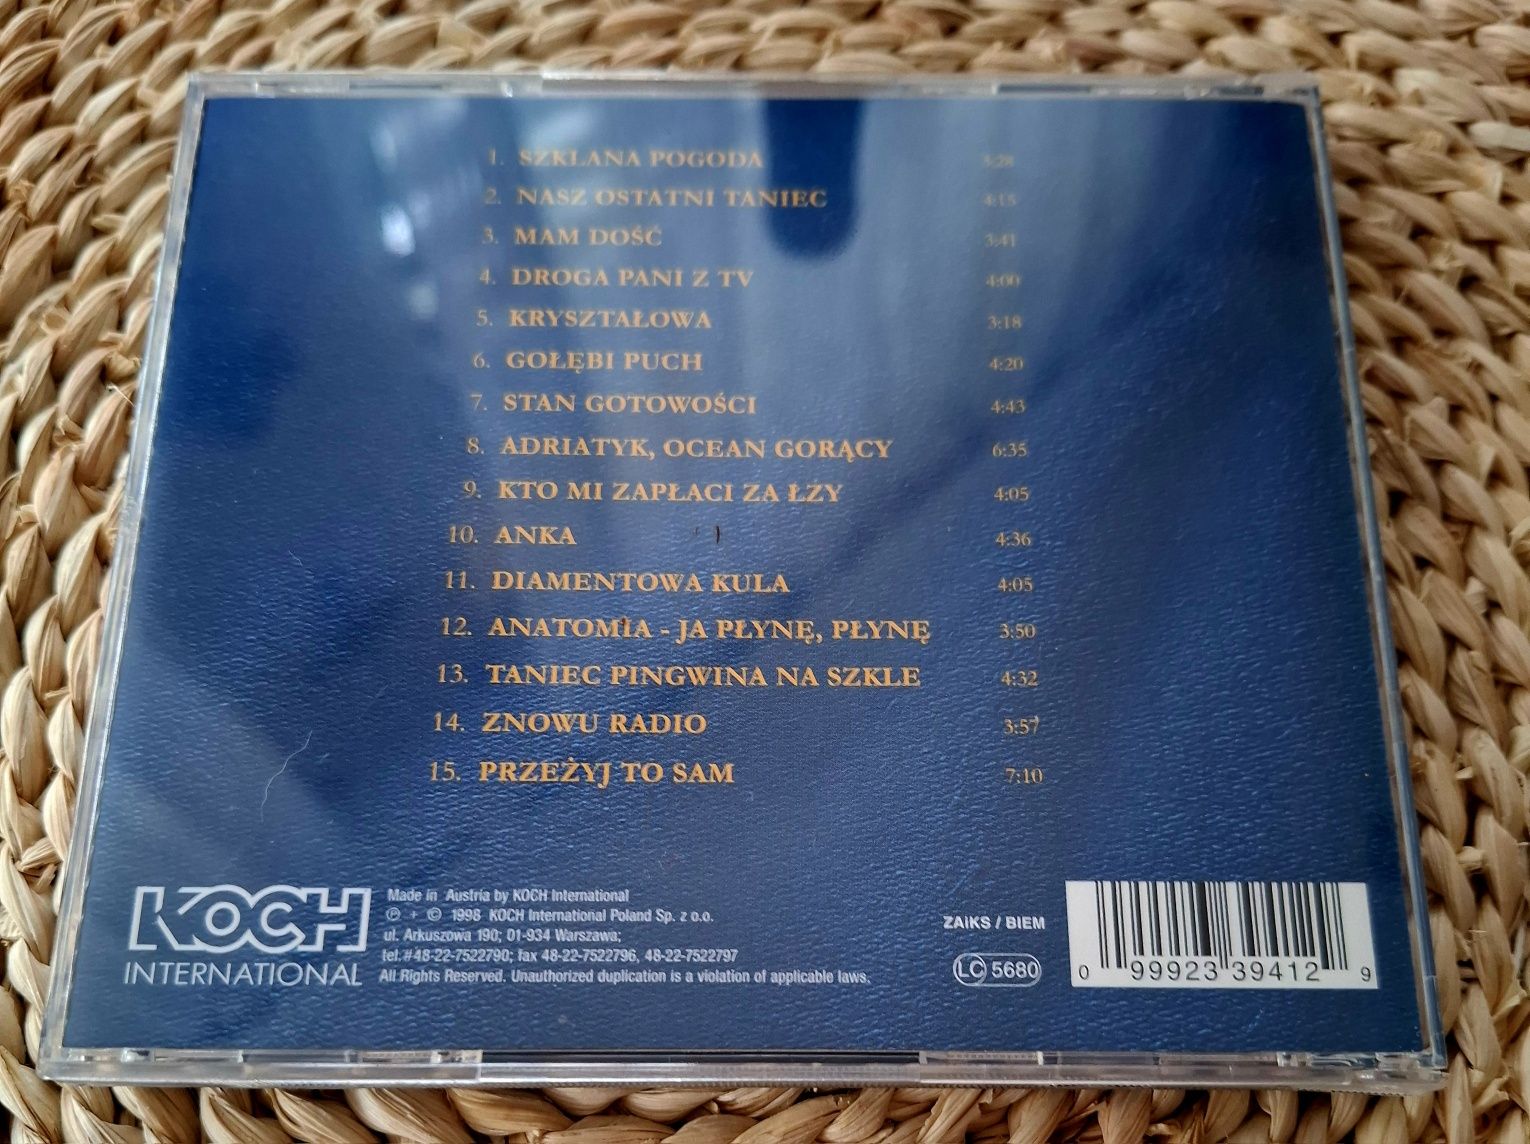 1. SZKLANA POGODA 3:28
2. NASZ OSTATNI TANIEC 4:15
3. MAM DOŚĆ 3:41
4. DROGA PANI Z TV 4:00
5. KRYSZTAŁOWA 3:18
6. GOŁĘBI PUCH 4:20
7. STAN GOTOWOŚCI 4:43
8. ADRIATYK, OCEAN GORĄCY 6:35
9. KTO MI ZAPŁACI ZA ŁZY 4:05
10. ANKA 4:36
11. DIAMENTOWA KULA 4:05
12. ANATOMIA - JA PŁYNĘ, PŁYNĘ 3:50
13. TANIEC PINGWINA NA SZKLE 4:32
14. ZNOWU RADIO 3:57
15. PRZEŻYJ TO SAM 7:10
KOCH
INTERNATIONAL
Made in Austria by KOCH International
℗ + © 1998 KOCH International Poland Sp. z o.o.
ul. Arkuszowa 190; 01-934 Warszawa;
tel.#48-22-7522790; fax 48-22-7522796, 48-22-7522797
All Rights Reserved. Unauthorized duplication is a violation of applicable laws.
ZAiKS / BIEM
LC 5680
0 99923 39412 9